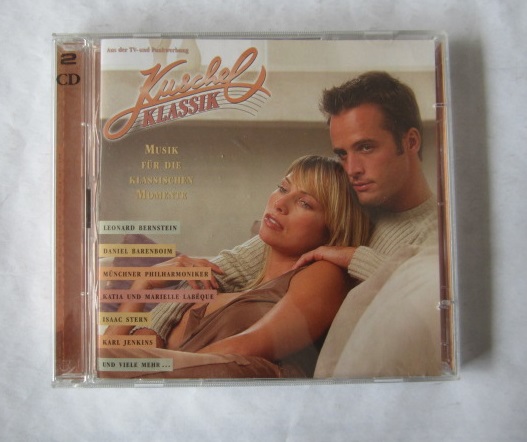 2
CD
Aus der TV- und Funkwerbung
Kuschel
KLASSIK
MUSIK
FÜR DIE
KLASSISCHEN
MOMENTE
LEONARD BERNSTEIN
DANIEL BARENBOIM
MÜNCHNER PHILHARMONIKER
KATIA UND MARIELLE LABÈQUE
ISAAC STERN
KARL JENKINS
UND VIELE MEHR ...